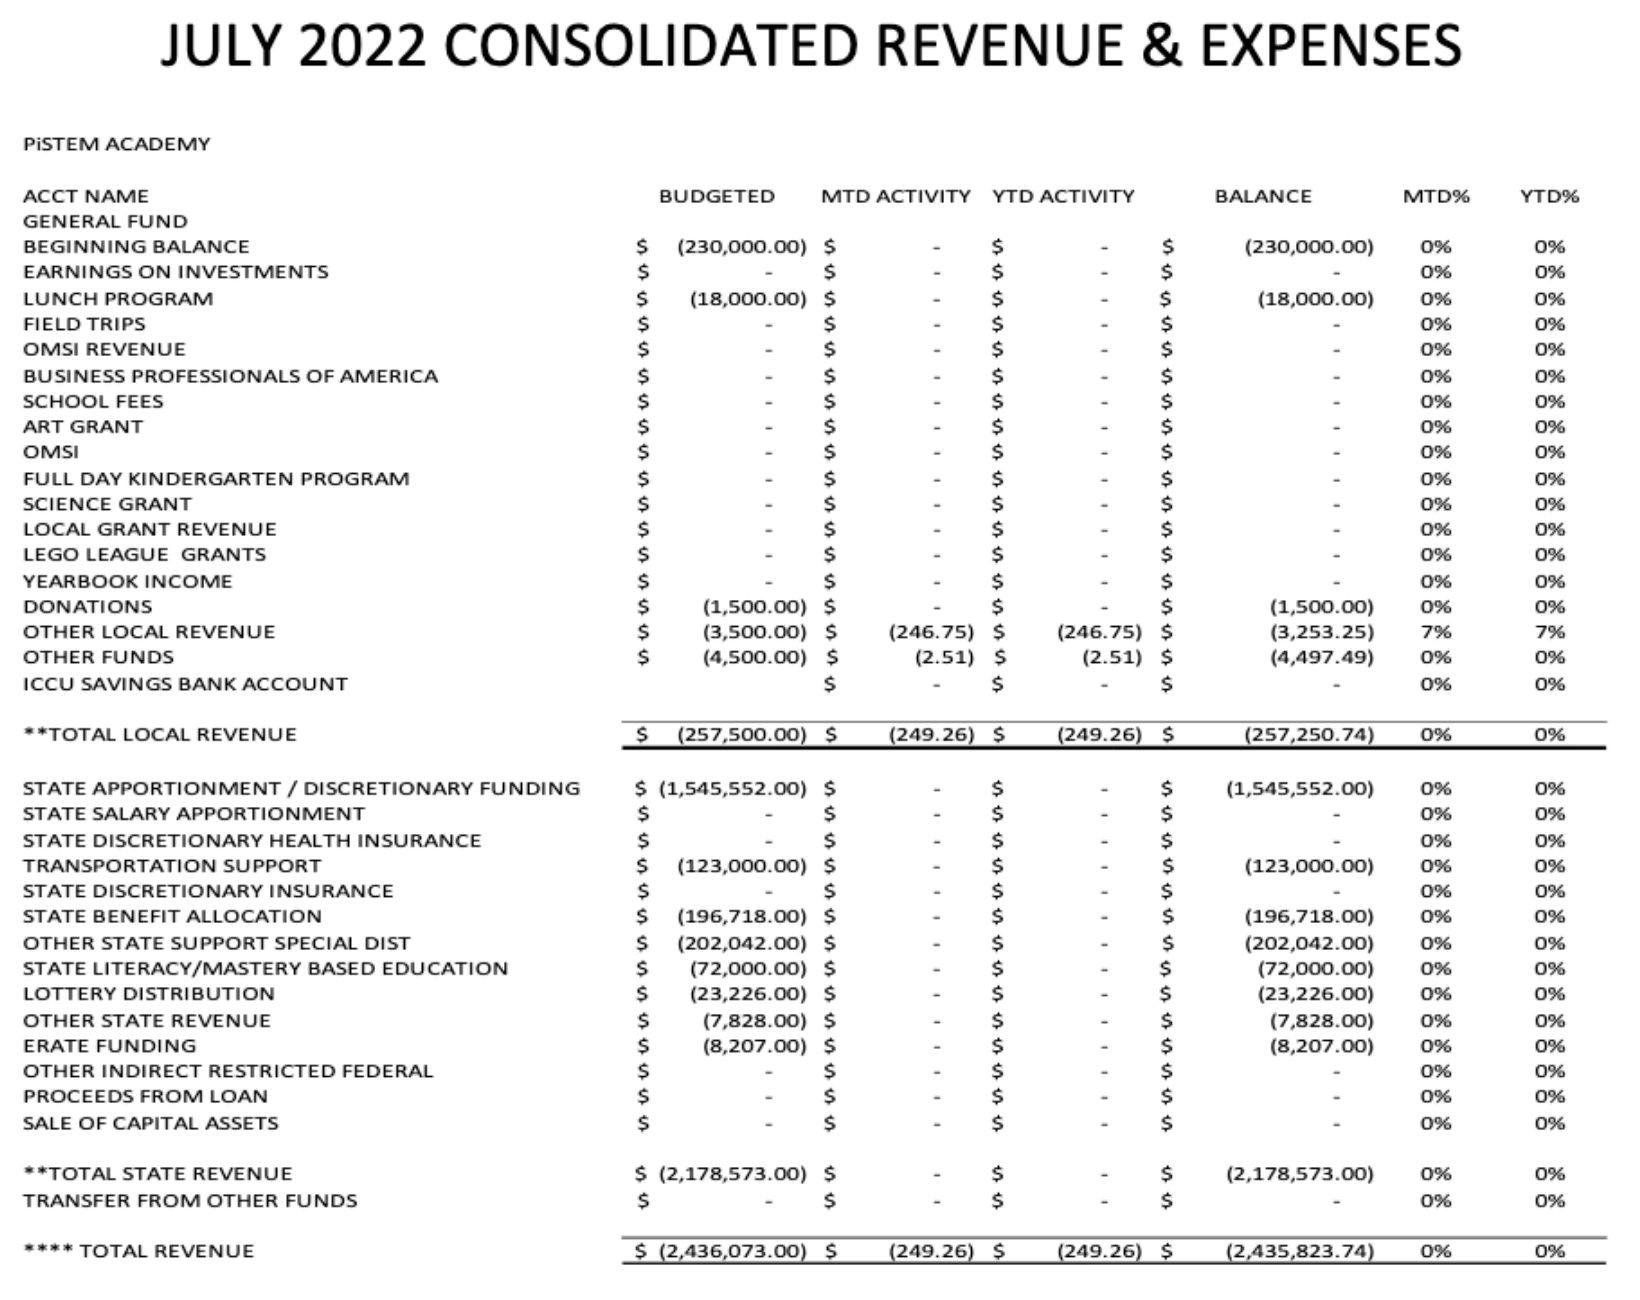 JULY 2022 CONSOLIDATED REVENUE & EXPENSES
PiSTEM ACADEMY
ACCT NAME BUDGETED MTD ACTIVITY YTD ACTIVITY BALANCE MTD% YTD%
GENERAL FUND
BEGINNING BALANCE $ (230,000.00) $ - $ - $ (230,000.00) 0% 0%
EARNINGS ON INVESTMENTS $ - $ - $ - $ - 0% 0%
LUNCH PROGRAM $ (18,000.00) $ - $ - $ (18,000.00) 0% 0%
FIELD TRIPS $ - $ - $ - $ - 0% 0%
OMSI REVENUE $ - $ - $ - $ - 0% 0%
BUSINESS PROFESSIONALS OF AMERICA $ - $ - $ - $ - 0% 0%
SCHOOL FEES $ - $ - $ - $ - 0% 0%
ART GRANT $ - $ - $ - $ - 0% 0%
OMSI $ - $ - $ - $ - 0% 0%
FULL DAY KINDERGARTEN PROGRAM $ - $ - $ - $ - 0% 0%
SCIENCE GRANT $ - $ - $ - $ - 0% 0%
LOCAL GRANT REVENUE $ - $ - $ - $ - 0% 0%
LEGO LEAGUE GRANTS $ - $ - $ - $ - 0% 0%
YEARBOOK INCOME $ - $ - $ - $ - 0% 0%
DONATIONS $ (1,500.00) $ - $ - $ (1,500.00) 0% 0%
OTHER LOCAL REVENUE $ (3,500.00) $ (246.75) $ (246.75) $ (3,253.25) 7% 7%
OTHER FUNDS $ (4,500.00) $ (2.51) $ (2.51) $ (4,497.49) 0% 0%
ICCU SAVINGS BANK ACCOUNT $ - $ - $ - 0% 0%
**TOTAL LOCAL REVENUE $ (257,500.00) $ (249.26) $ (249.26) $ (257,250.74) 0% 0%
STATE APPORTIONMENT / DISCRETIONARY FUNDING $ (1,545,552.00) $ - $ - $ (1,545,552.00) 0% 0%
STATE SALARY APPORTIONMENT $ - $ - $ - $ - 0% 0%
STATE DISCRETIONARY HEALTH INSURANCE $ - $ - $ - $ - 0% 0%
TRANSPORTATION SUPPORT $ (123,000.00) $ - $ - $ (123,000.00) 0% 0%
STATE DISCRETIONARY INSURANCE $ - $ - $ - $ - 0% 0%
STATE BENEFIT ALLOCATION $ (196,718.00) $ - $ - $ (196,718.00) 0% 0%
OTHER STATE SUPPORT SPECIAL DIST $ (202,042.00) $ - $ - $ (202,042.00) 0% 0%
STATE LITERACY/MASTERY BASED EDUCATION $ (72,000.00) $ - $ - $ (72,000.00) 0% 0%
LOTTERY DISTRIBUTION $ (23,226.00) $ - $ - $ (23,226.00) 0% 0%
OTHER STATE REVENUE $ (7,828.00) $ - $ - $ (7,828.00) 0% 0%
ERATE FUNDING $ (8,207.00) $ - $ - $ (8,207.00) 0% 0%
OTHER INDIRECT RESTRICTED FEDERAL $ - $ - $ - $ - 0% 0%
PROCEEDS FROM LOAN $ - $ - $ - $ - 0% 0%
SALE OF CAPITAL ASSETS $ - $ - $ - $ - 0% 0%
**TOTAL STATE REVENUE $ (2,178,573.00) $ - $ - $ (2,178,573.00) 0% 0%
TRANSFER FROM OTHER FUNDS $ - $ - $ - $ - 0% 0%
**** TOTAL REVENUE $ (2,436,073.00) $ (249.26) $ (249.26) $ (2,435,823.74) 0% 0%